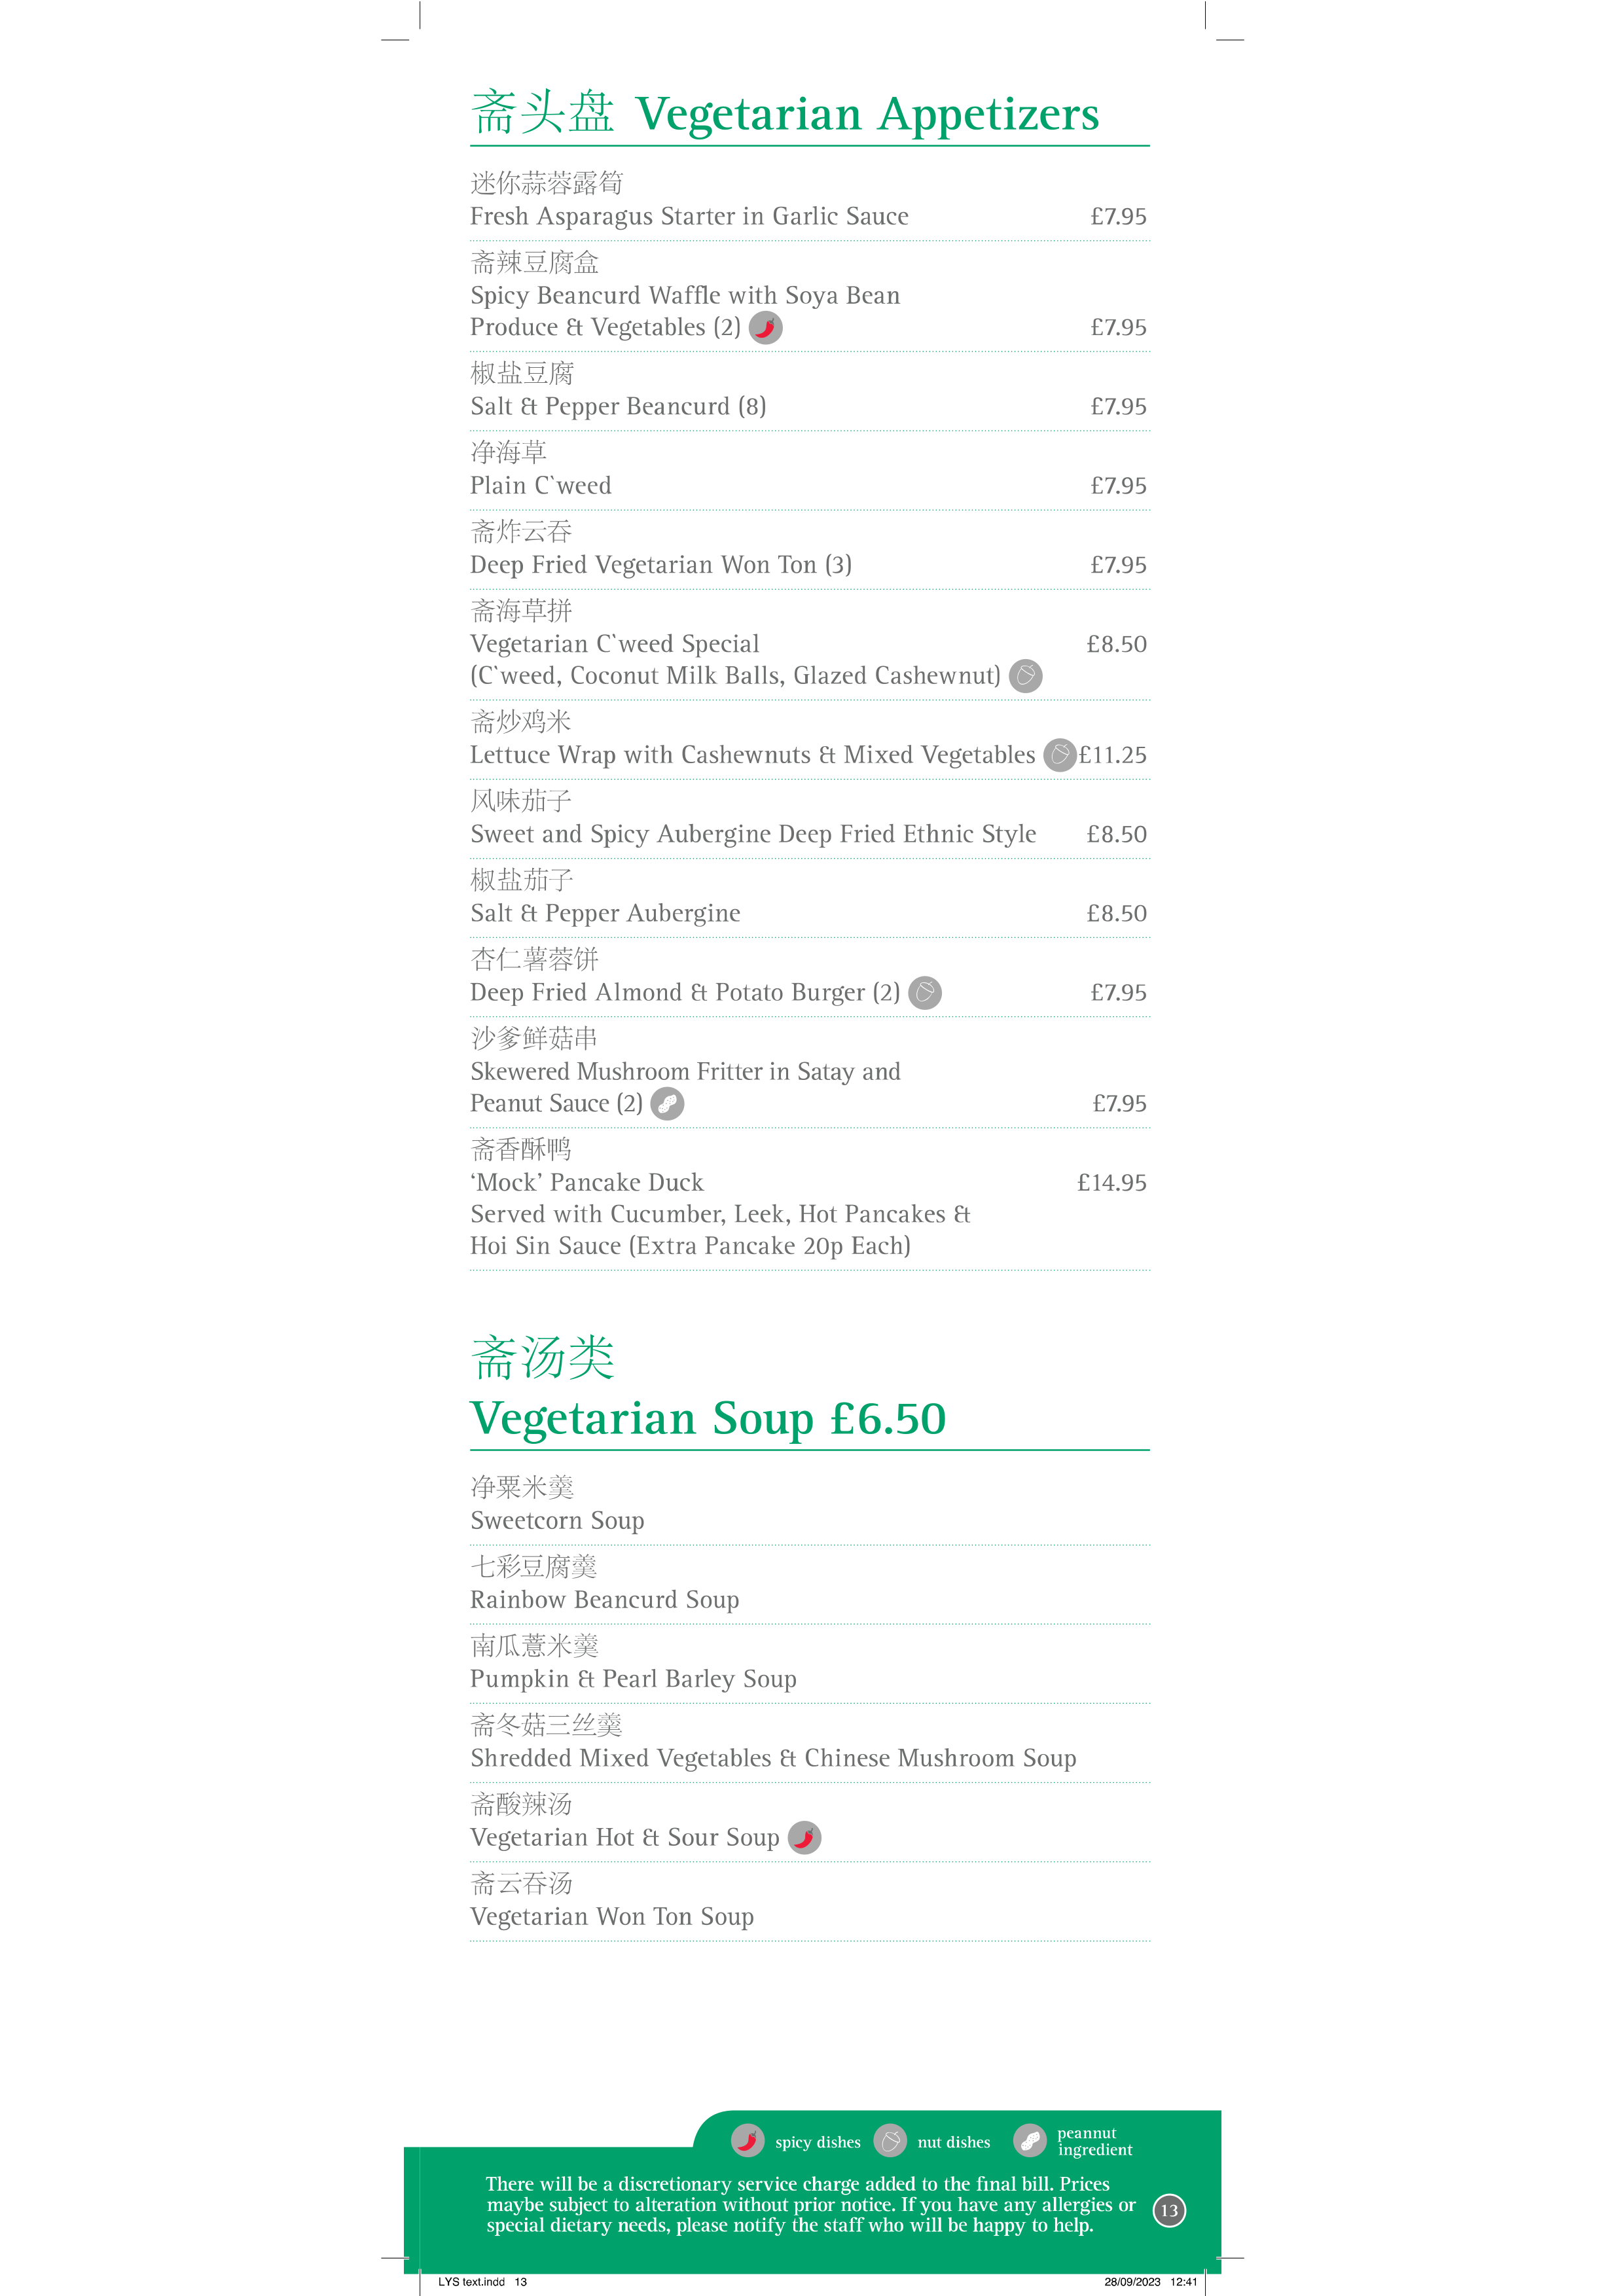 斋头盘 Vegetarian Appetizers
迷你蒜蓉露筍
Fresh Asparagus Starter in Garlic Sauce £7.95
斋辣豆腐盒
Spicy Beancurd Waffle with Soya Bean
Produce & Vegetables (2) £7.95
椒盐豆腐
Salt & Pepper Beancurd (8) £7.95
净海草
Plain C`weed £7.95
斋炸云吞
Deep Fried Vegetarian Won Ton (3) £7.95
斋海草拼
Vegetarian C`weed Special £8.50
(C`weed, Coconut Milk Balls, Glazed Cashewnut)
斋炒鸡米
Lettuce Wrap with Cashewnuts & Mixed Vegetables £11.25
风味茄子
Sweet and Spicy Aubergine Deep Fried Ethnic Style £8.50
椒盐茄子
Salt & Pepper Aubergine £8.50
杏仁薯蓉饼
Deep Fried Almond & Potato Burger (2) £7.95
沙爹鲜菇串
Skewered Mushroom Fritter in Satay and
Peanut Sauce (2) £7.95
斋香酥鸭
‘Mock’ Pancake Duck £14.95
Served with Cucumber, Leek, Hot Pancakes &
Hoi Sin Sauce (Extra Pancake 20p Each)
斋汤类
Vegetarian Soup £6.50
净粟米羹
Sweetcorn Soup
七彩豆腐羹
Rainbow Beancurd Soup
南瓜薏米羹
Pumpkin & Pearl Barley Soup
斋冬菇三丝羹
Shredded Mixed Vegetables & Chinese Mushroom Soup
斋酸辣汤
Vegetarian Hot & Sour Soup
斋云吞汤
Vegetarian Won Ton Soup
spicy dishes nut dishes peannut
ingredient
There will be a discretionary service charge added to the final bill. Prices
maybe subject to alteration without prior notice. If you have any allergies or
special dietary needs, please notify the staff who will be happy to help.
13
LYS text.indd 13 28/09/2023 12:41